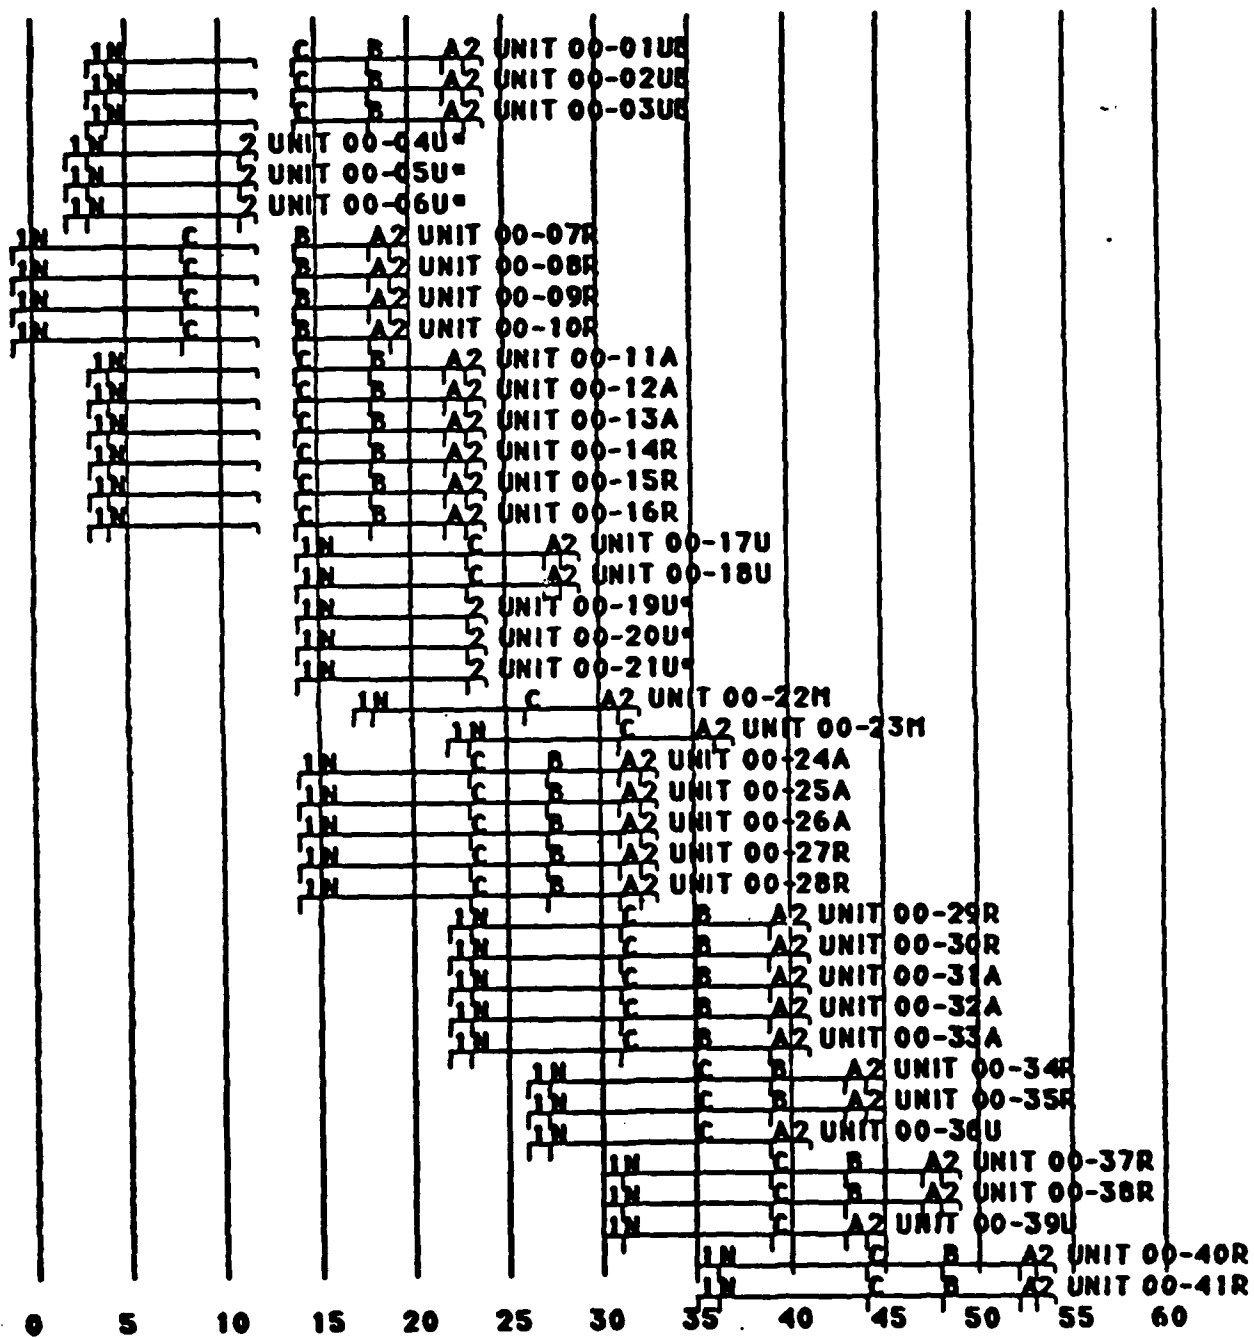 1N C B A2 UNIT 00-01UB
1N C B A2 UNIT 00-02UB
1N C B A2 UNIT 00-03UB
1N 2 UNIT 00-04U*
1N 2 UNIT 00-05U*
1N 2 UNIT 00-06U*
1N C B A2 UNIT 00-07R
1N C B A2 UNIT 00-08R
1N C B A2 UNIT 00-09R
1N C B A2 UNIT 00-10R
1N C B A2 UNIT 00-11A
1N C B A2 UNIT 00-12A
1N C B A2 UNIT 00-13A
1N C B A2 UNIT 00-14R
1N C B A2 UNIT 00-15R
1N C B A2 UNIT 00-16R
1N C A2 UNIT 00-17U
1N C A2 UNIT 00-18U
1N 2 UNIT 00-19U*
1N 2 UNIT 00-20U*
1N 2 UNIT 00-21U*
1N C A2 UNIT 00-22M
1N C A2 UNIT 00-23M
1N C B A2 UNIT 00-24A
1N C B A2 UNIT 00-25A
1N C B A2 UNIT 00-26A
1N C B A2 UNIT 00-27R
1N C B A2 UNIT 00-28R
1N C B A2 UNIT 00-29R
1N C B A2 UNIT 00-30R
1N C B A2 UNIT 00-31A
1N C B A2 UNIT 00-32A
1N C B A2 UNIT 00-33A
1N C B A2 UNIT 00-34R
1N C B A2 UNIT 00-35R
1N C A2 UNIT 00-36U
1N C B A2 UNIT 00-37R
1N C B A2 UNIT 00-38R
1N C A2 UNIT 00-39U
1N C B A2 UNIT 00-40R
1N C B A2 UNIT 00-41R
0 5 10 15 20 25 30 35 40 45 50 55 60